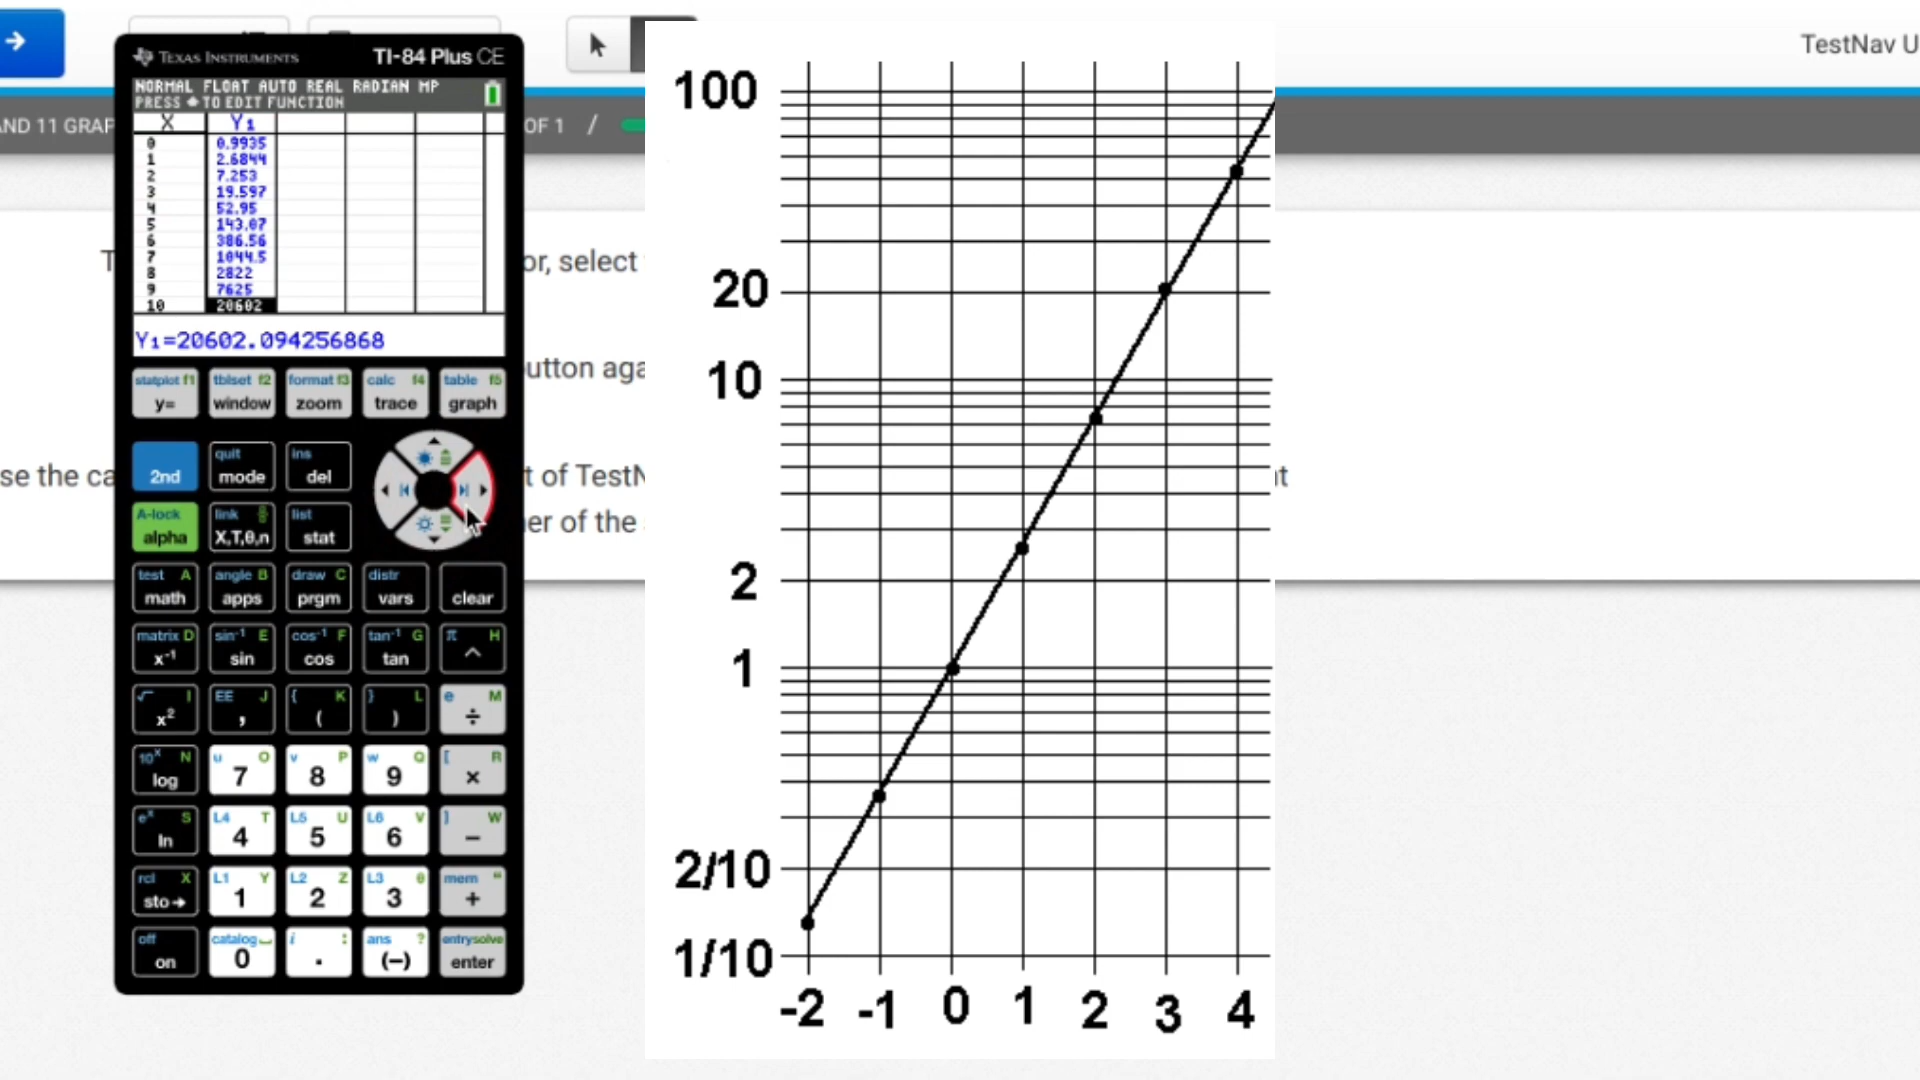 TestNav U
AND 11 GRAP
OF 1 /
TEXAS INSTRUMENTS TI-84 Plus CE
NORMAL FLOAT AUTO REAL RADIAN MP
PRESS + TO EDIT FUNCTION
X Y1
0 0.9935
1 2.6844
2 7.253
3 19.597
4 52.95
5 143.07
6 386.56
7 1044.5
8 2822
9 7625
10 20602
Y1=20602.094256868
or, select
utton aga
se the ca
t of TestN
nt
er of the
statplot f1 tblset f2 format f3 calc f4 table f5
y= window zoom trace graph
quit ins
2nd mode del
A-lock link list
alpha X,T,θ,n stat
test A angle B draw C distr
math apps prgm vars clear
matrix D sin-1 E cos-1 F tan-1 G π H
x-1 sin cos tan ^
√ I EE J { K } L e M
x2 , ( ) ÷
10x N u O v P w Q [ R
log 7 8 9 ×
ex S L4 T L5 U L6 V ] W
ln 4 5 6 −
rcl X L1 Y L2 Z L3 θ mem "
sto→ 1 2 3 +
off catalog i : ans ? entry solve
on 0 . (−) enter
100
20
10
2
1
2/10
1/10
-2 -1 0 1 2 3 4